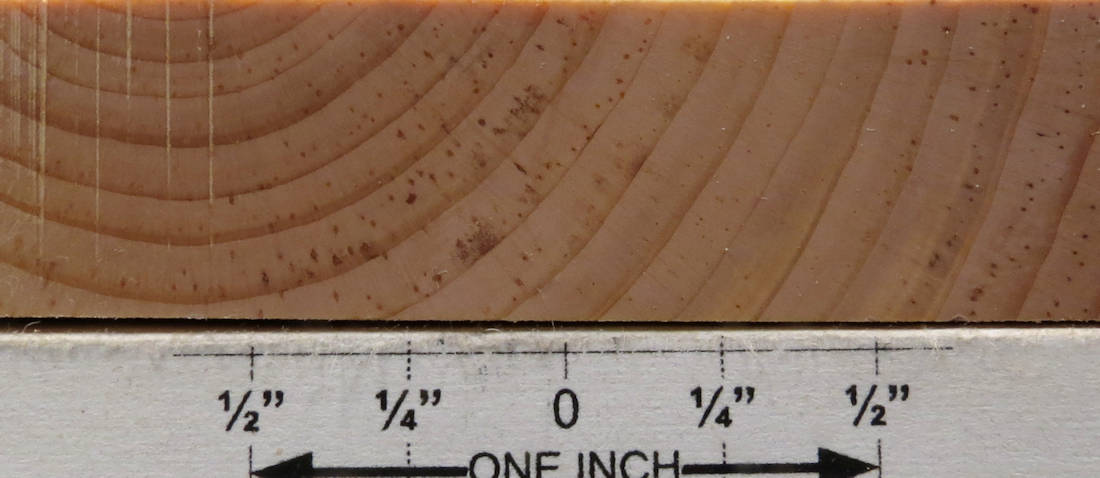 ½” ¼” 0 ¼” ½”
ONE INCH